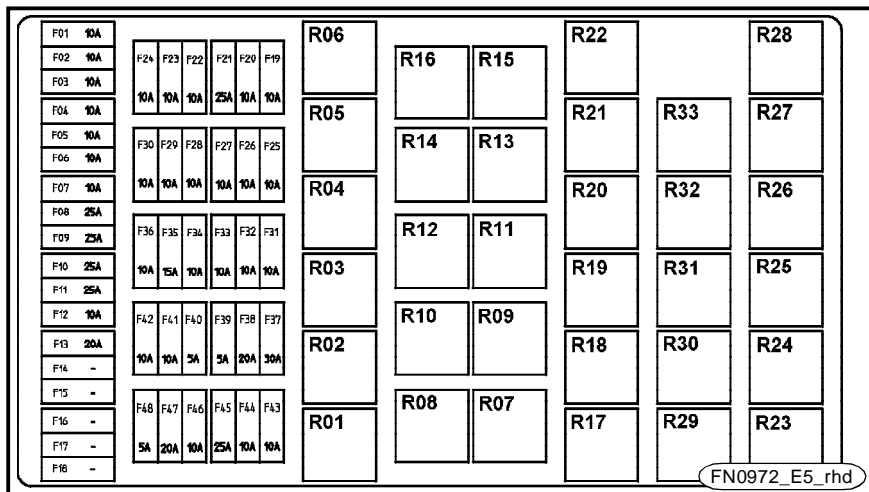 F01 10A
F02 10A
F03 10A
F04 10A
F05 10A
F06 10A
F07 10A
F08 25A
F09 25A
F10 25A
F11 25A
F12 10A
F13 20A
F14 -
F15 -
F16 -
F17 -
F18 -
F24 F23 F22 F21 F20 F19
10A 10A 10A 25A 10A 10A
F30 F29 F28 F27 F26 F25
10A 10A 10A 10A 10A 10A
F36 F35 F34 F33 F32 F31
10A 15A 10A 10A 10A 10A
F42 F41 F40 F39 F38 F37
10A 10A 5A 5A 20A 30A
F48 F47 F46 F45 F44 F43
5A 20A 10A 25A 10A 10A
R06
R05
R04
R03
R02
R01
R16 R15
R14 R13
R12 R11
R10 R09
R08 R07
R22
R21
R20
R19
R18
R17
R33
R32
R31
R30
R29
R28
R27
R26
R25
R24
R23
FN0972_E5_rhd